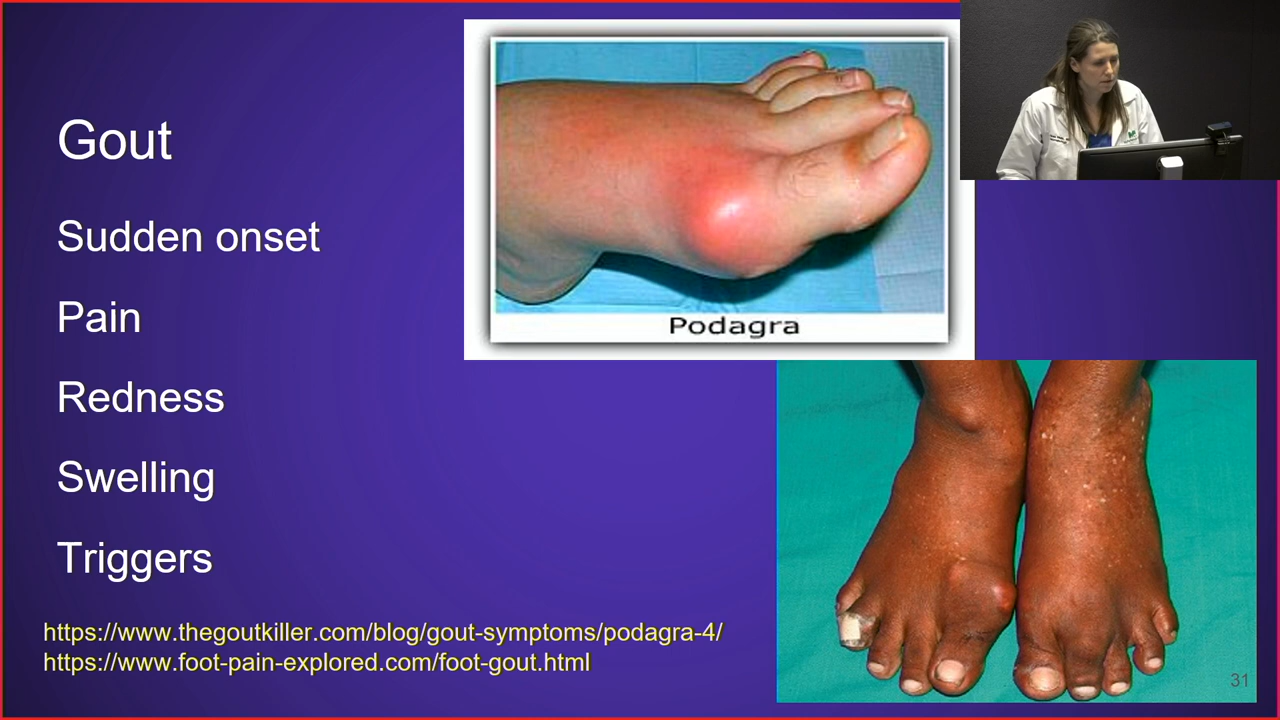 Gout
Sudden onset
Pain
Redness
Swelling
Triggers
https://www.thegoutkiller.com/blog/gout-symptoms/podagra-4/
https://www.foot-pain-explored.com/foot-gout.html
Podagra
31